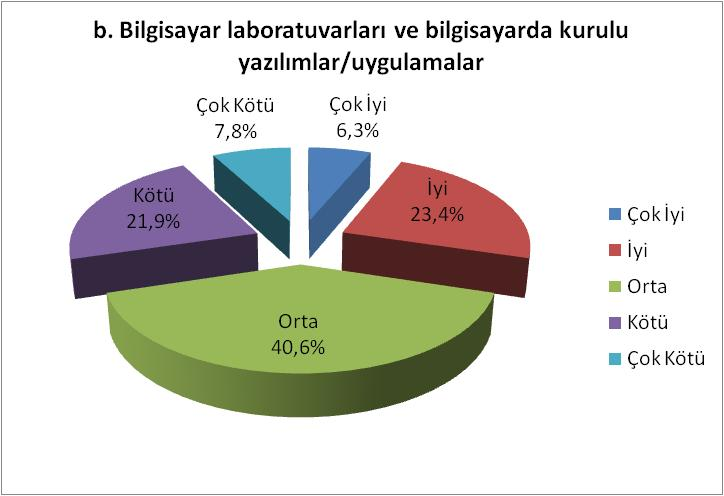 b. Bilgisayar laboratuvarları ve bilgisayarda kurulu
yazılımlar/uygulamalar
Çok Kötü
7,8%
Çok İyi
6,3%
Kötü
21,9%
İyi
23,4%
Orta
40,6%
Çok İyi
İyi
Orta
Kötü
Çok Kötü